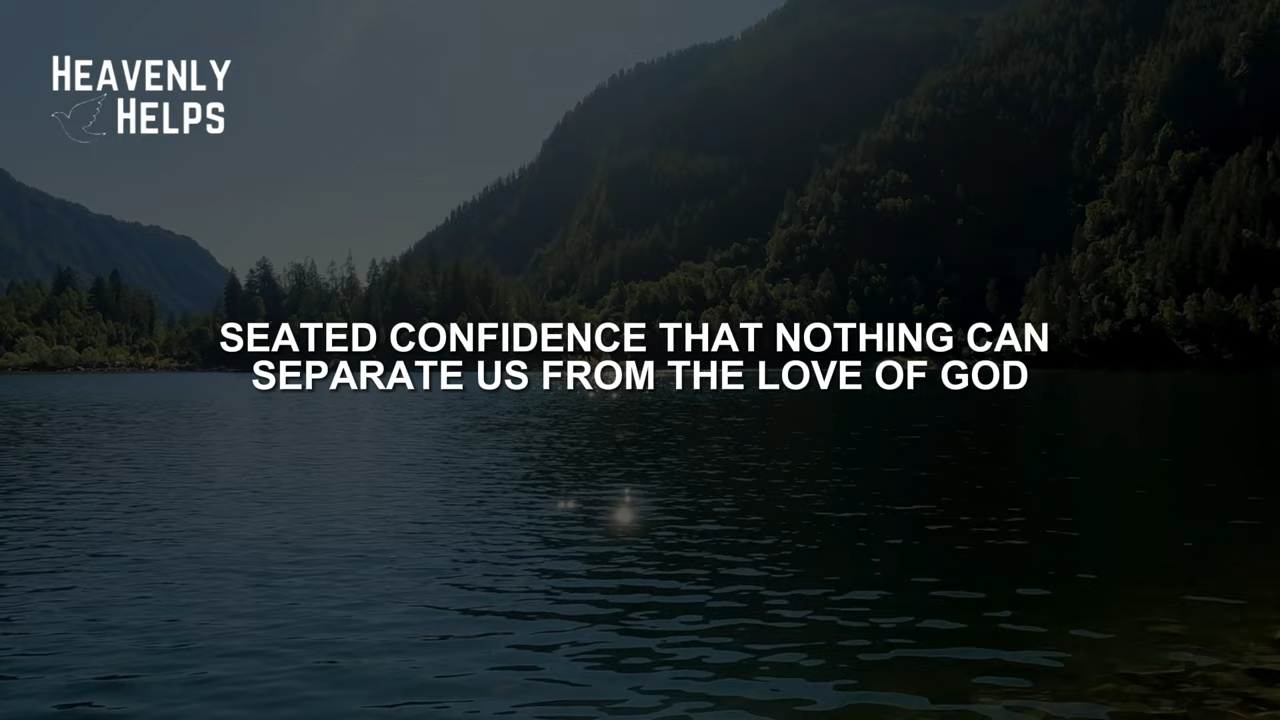 HEAVENLY
HELPS
SEATED CONFIDENCE THAT NOTHING CAN
SEPARATE US FROM THE LOVE OF GOD